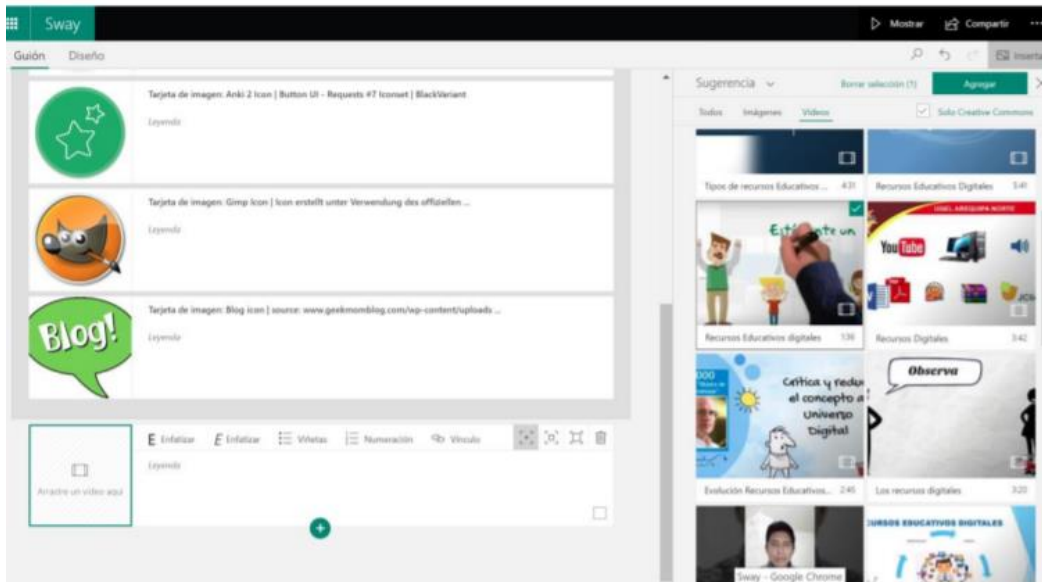 Sway
Mostrar
Compartir
Guión
Diseño
Inserta
Tarjeta de imagen: Anki 2 Icon | Button UI - Requests #7 Iconset | BlackVariant
Leyenda
Tarjeta de imagen: Gimp Icon | Icon erstellt unter Verwendung des offiziellen ...
Leyenda
Blog!
Tarjeta de imagen: Blog icon | source: www.geekmomblog.com/wp-content/uploads ...
Leyenda
Arrastre un vídeo aquí
E Enfatizar
E Enfatizar
Viñetas
Numeración
Vínculo
Leyenda
Sugerencia
Borrar selección (1)
Agregar
Todos
Imágenes
Vídeos
Solo Creative Commons
Tipos de recursos Educativos ... 4:31
Recursos Educativos Digitales 5:41
Recursos Educativos digitales 1:36
UGEL AREQUIPA NORTE
YouTube
Recursos Digitales 3:42
Crítica y redu
el concepto a
Universo
Digital
Evolución Recursos Educativos... 2:45
Observa
Los recursos digitales 3:20
Sway - Google Chrome
CURSOS EDUCATIVOS DIGITALES